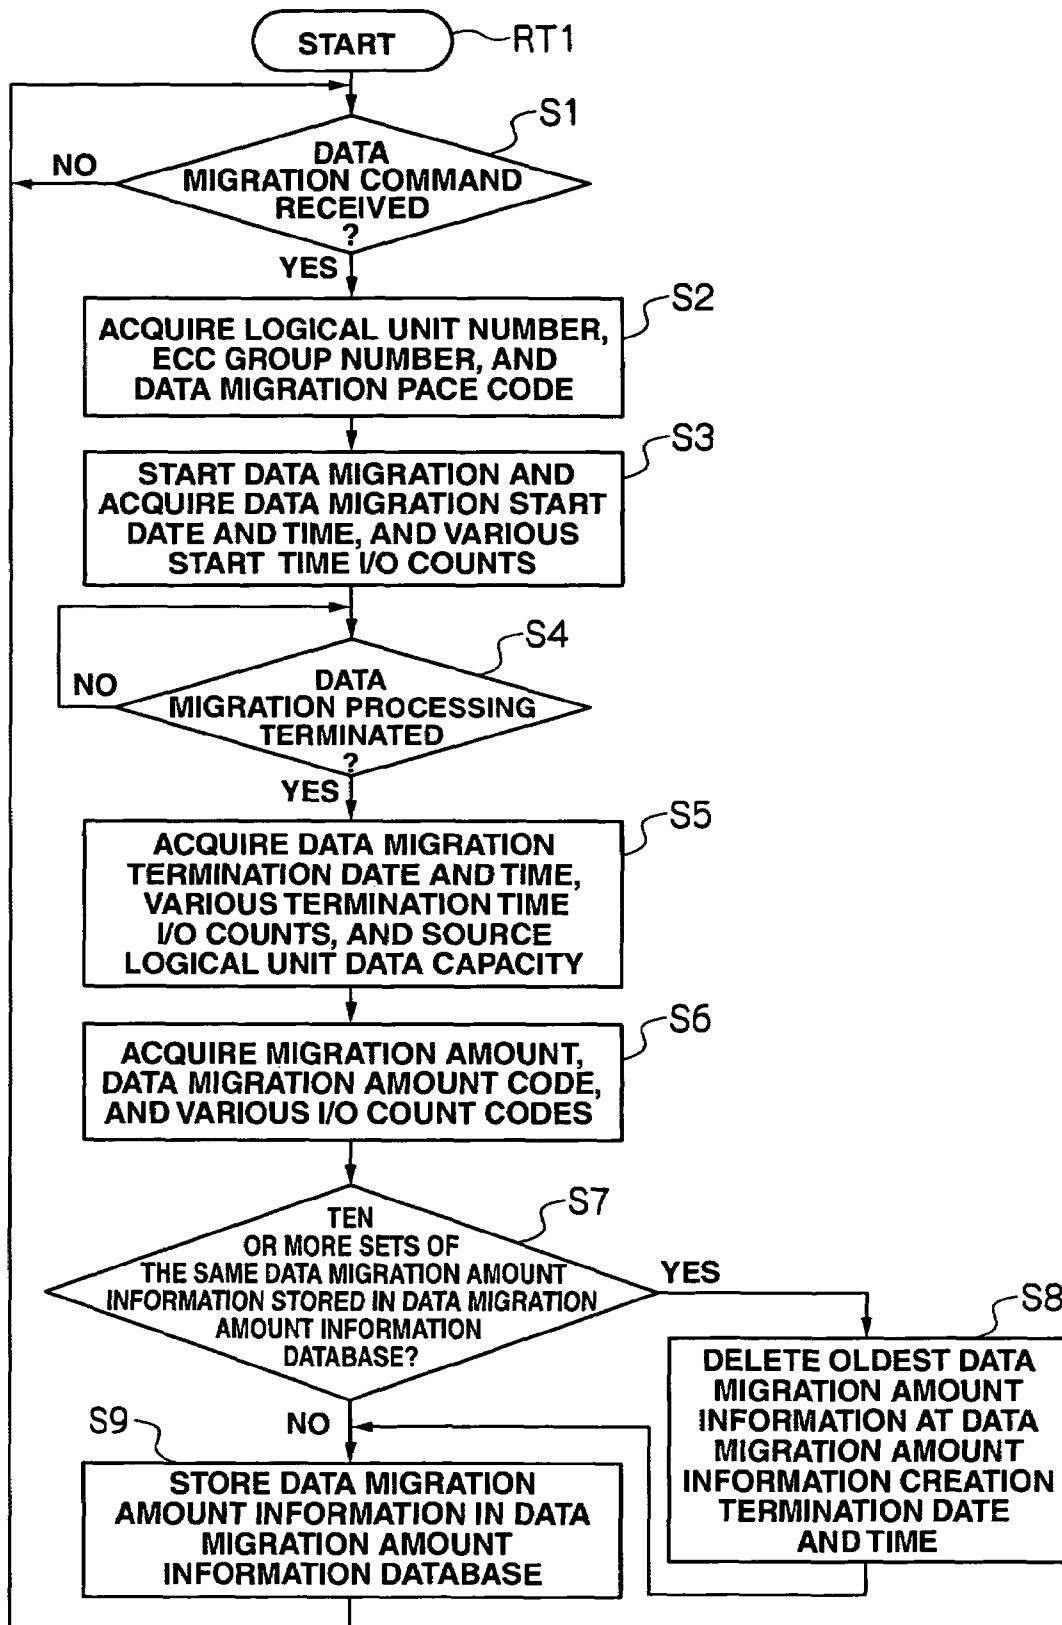 START
RT1
S1
DATA
MIGRATION COMMAND
RECEIVED
?
NO
YES
S2
ACQUIRE LOGICAL UNIT NUMBER,
ECC GROUP NUMBER, AND
DATA MIGRATION PACE CODE
S3
START DATA MIGRATION AND
ACQUIRE DATA MIGRATION START
DATE AND TIME, AND VARIOUS
START TIME I/O COUNTS
S4
DATA
MIGRATION PROCESSING
TERMINATED
?
NO
YES
S5
ACQUIRE DATA MIGRATION
TERMINATION DATE AND TIME,
VARIOUS TERMINATION TIME
I/O COUNTS, AND SOURCE
LOGICAL UNIT DATA CAPACITY
S6
ACQUIRE MIGRATION AMOUNT,
DATA MIGRATION AMOUNT CODE,
AND VARIOUS I/O COUNT CODES
S7
TEN
OR MORE SETS OF
THE SAME DATA MIGRATION AMOUNT
INFORMATION STORED IN DATA MIGRATION
AMOUNT INFORMATION
DATABASE?
YES
NO
S8
DELETE OLDEST DATA
MIGRATION AMOUNT
INFORMATION AT DATA
MIGRATION AMOUNT
INFORMATION CREATION
TERMINATION DATE
AND TIME
S9
STORE DATA MIGRATION
AMOUNT INFORMATION IN DATA
MIGRATION AMOUNT
INFORMATION DATABASE